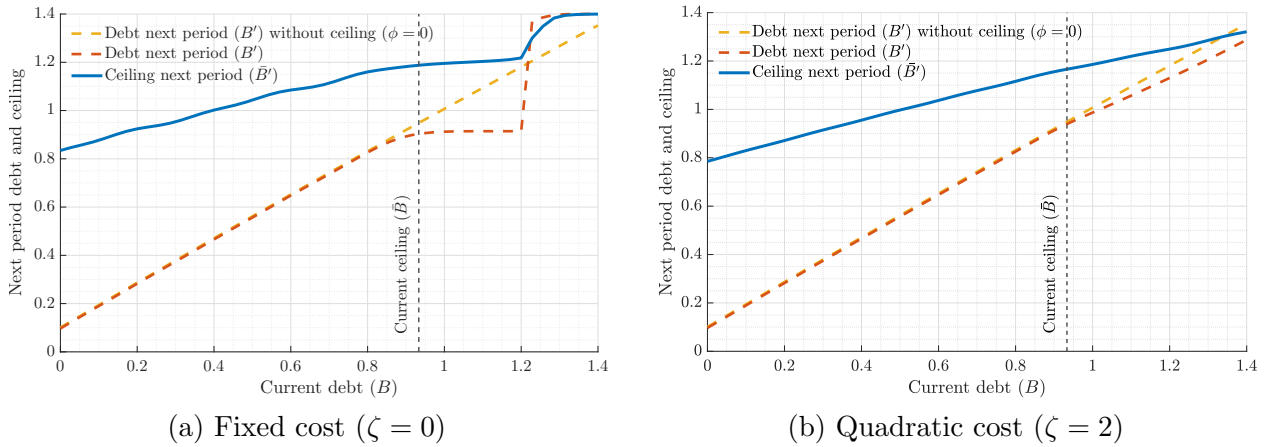 Next period debt and ceiling
1.4
1.2
1
0.8
0.6
0.4
0.2
0
Debt next period (B′) without ceiling (ϕ = 0)
Debt next period (B′)
Ceiling next period (B̄′)
Current ceiling (B̄)
0 0.2 0.4 0.6 0.8 1 1.2 1.4
Current debt (B)
(a) Fixed cost (ζ = 0)
Next period debt and ceiling
1.4
1.2
1
0.8
0.6
0.4
0.2
0
Debt next period (B′) without ceiling (ϕ = 0)
Debt next period (B′)
Ceiling next period (B̄′)
Current ceiling (B̄)
0 0.2 0.4 0.6 0.8 1 1.2 1.4
Current debt (B)
(b) Quadratic cost (ζ = 2)